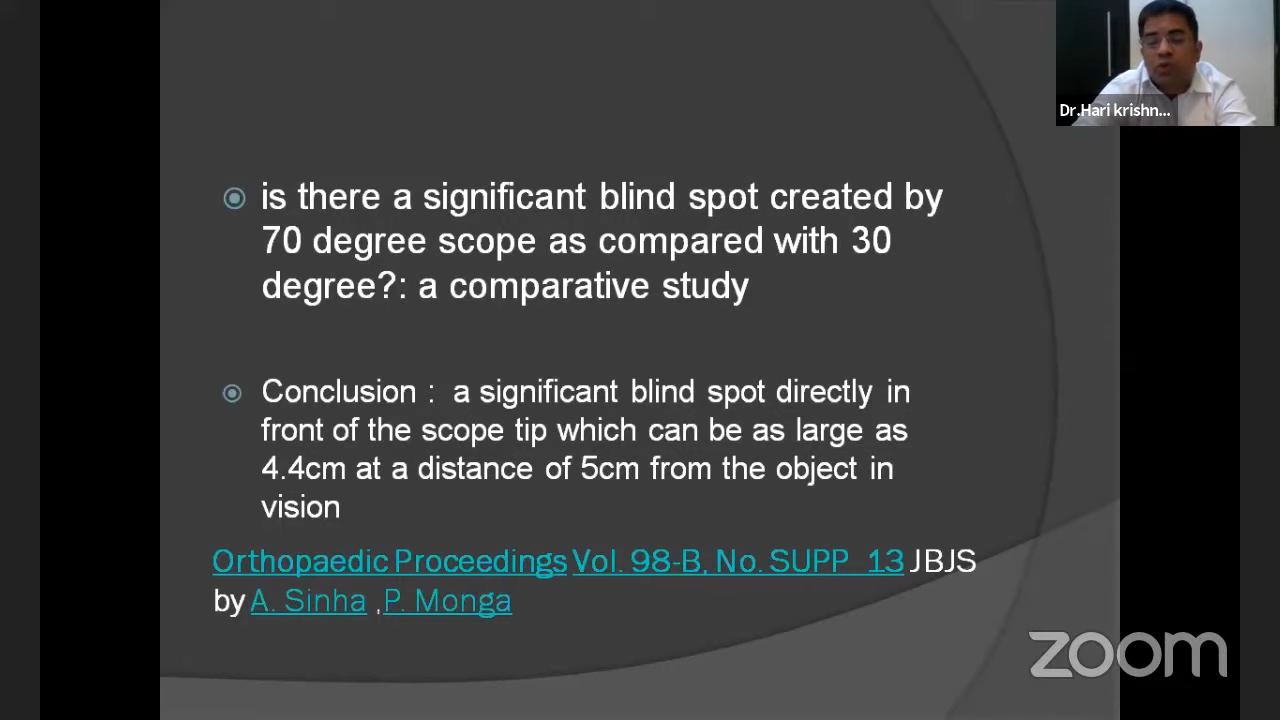 Dr.Hari krishn...
is there a significant blind spot created by
70 degree scope as compared with 30
degree?: a comparative study
Conclusion : a significant blind spot directly in
front of the scope tip which can be as large as
4.4cm at a distance of 5cm from the object in
vision
Orthopaedic Proceedings Vol. 98-B, No. SUPP_13 JBJS
by A. Sinha ,P. Monga
zoom